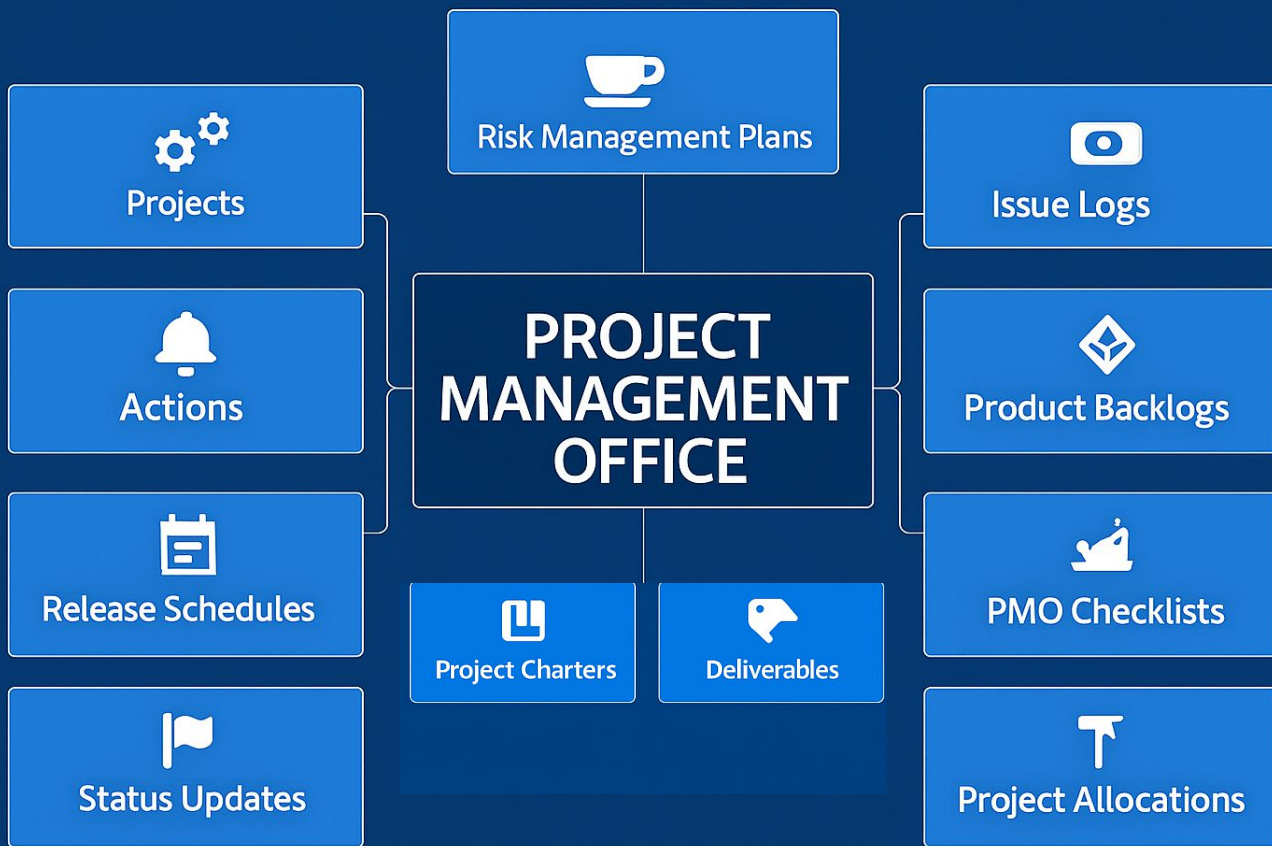 Risk Management Plans
Projects
Issue Logs
PROJECT
MANAGEMENT
OFFICE
Actions
Product Backlogs
Release Schedules
PMO Checklists
Project Charters
Deliverables
Status Updates
Project Allocations